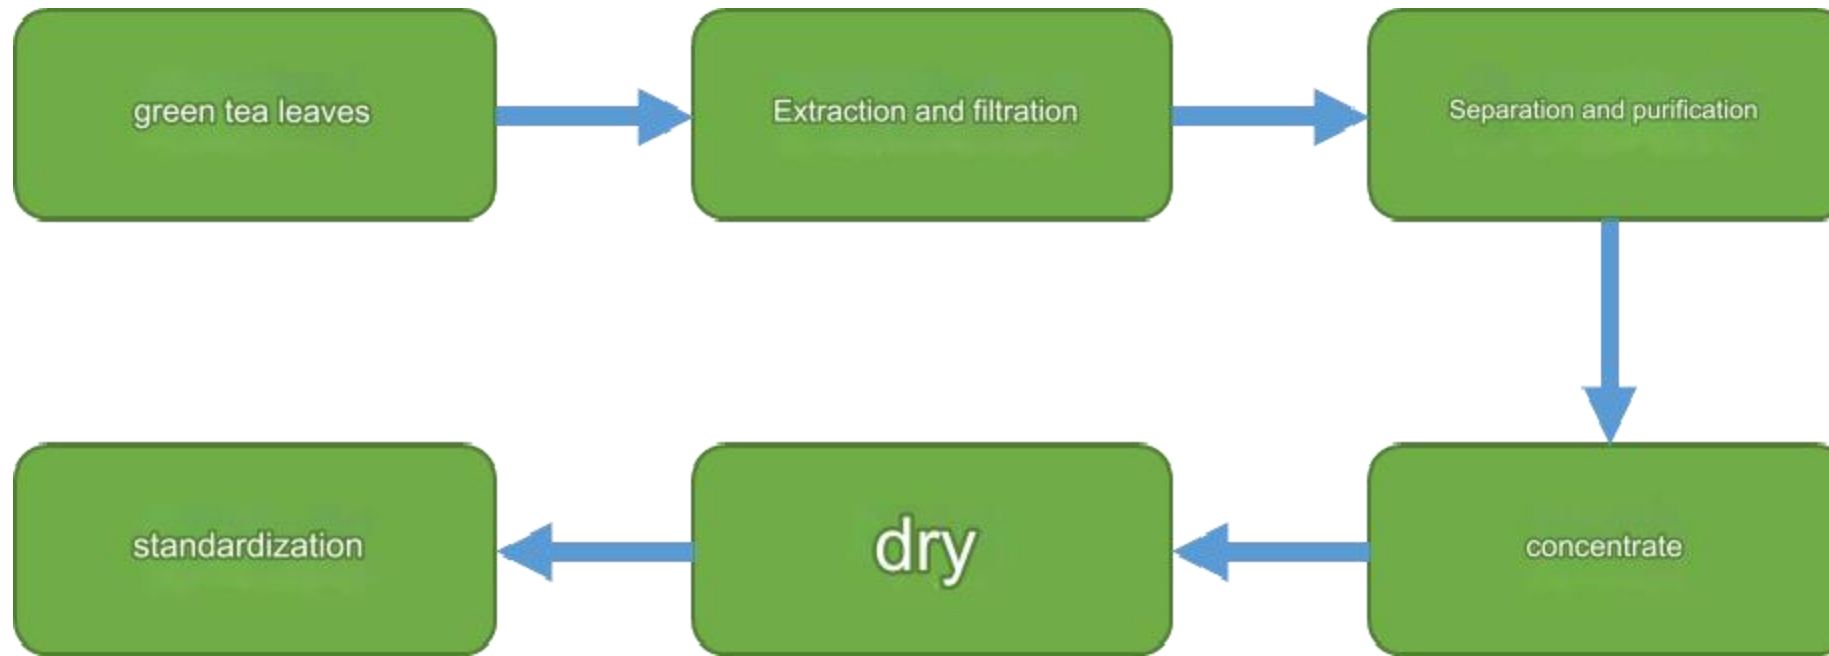 green tea leaves
Extraction and filtration
Separation and purification
standardization
dry
concentrate